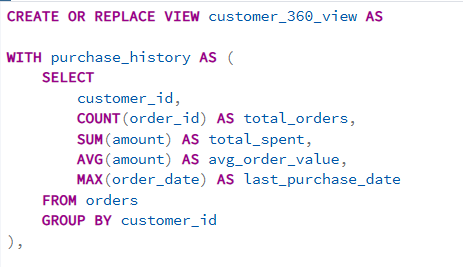 CREATE OR REPLACE VIEW customer_360_view AS
WITH purchase_history AS (
SELECT
customer_id,
COUNT(order_id) AS total_orders,
SUM(amount) AS total_spent,
AVG(amount) AS avg_order_value,
MAX(order_date) AS last_purchase_date
FROM orders
GROUP BY customer_id
),